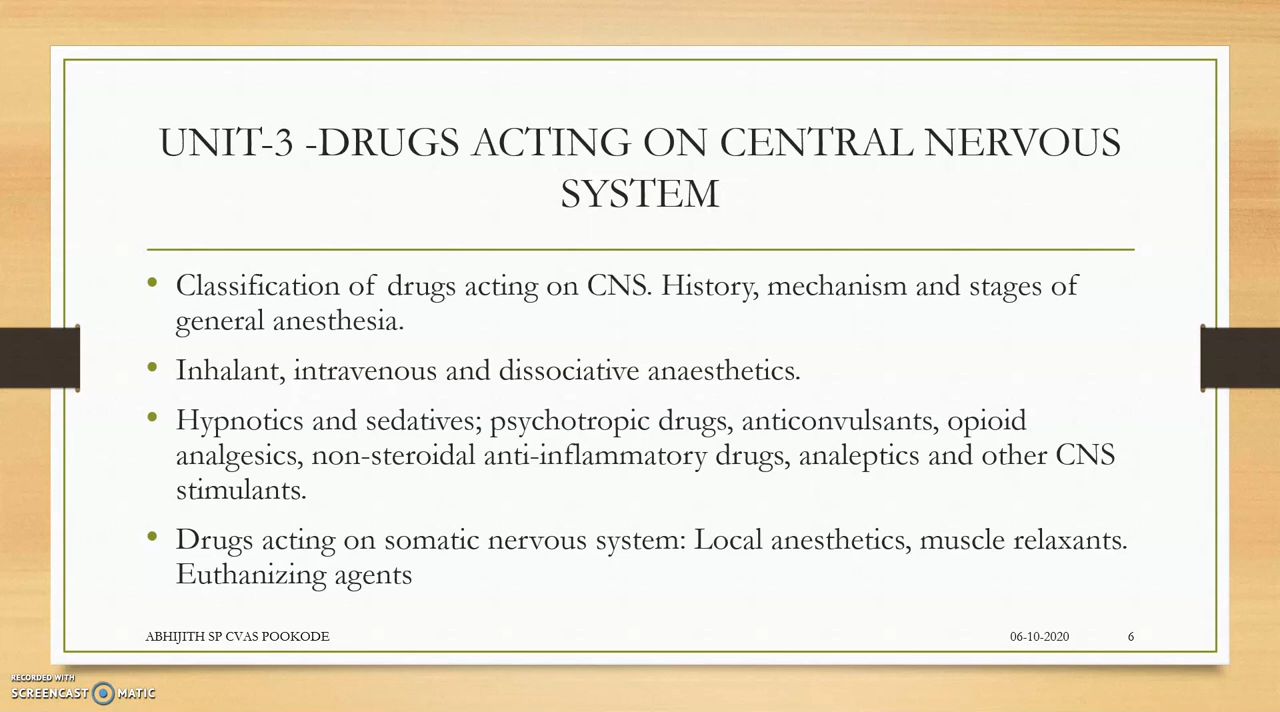 UNIT-3 -DRUGS ACTING ON CENTRAL NERVOUS
SYSTEM
• Classification of drugs acting on CNS. History, mechanism and stages of
general anesthesia.
• Inhalant, intravenous and dissociative anaesthetics.
• Hypnotics and sedatives; psychotropic drugs, anticonvulsants, opioid
analgesics, non-steroidal anti-inflammatory drugs, analeptics and other CNS
stimulants.
• Drugs acting on somatic nervous system: Local anesthetics, muscle relaxants.
Euthanizing agents
ABHIJITH SP CVAS POOKODE 06-10-2020 6
RECORDED WITH
SCREENCAST MATIC